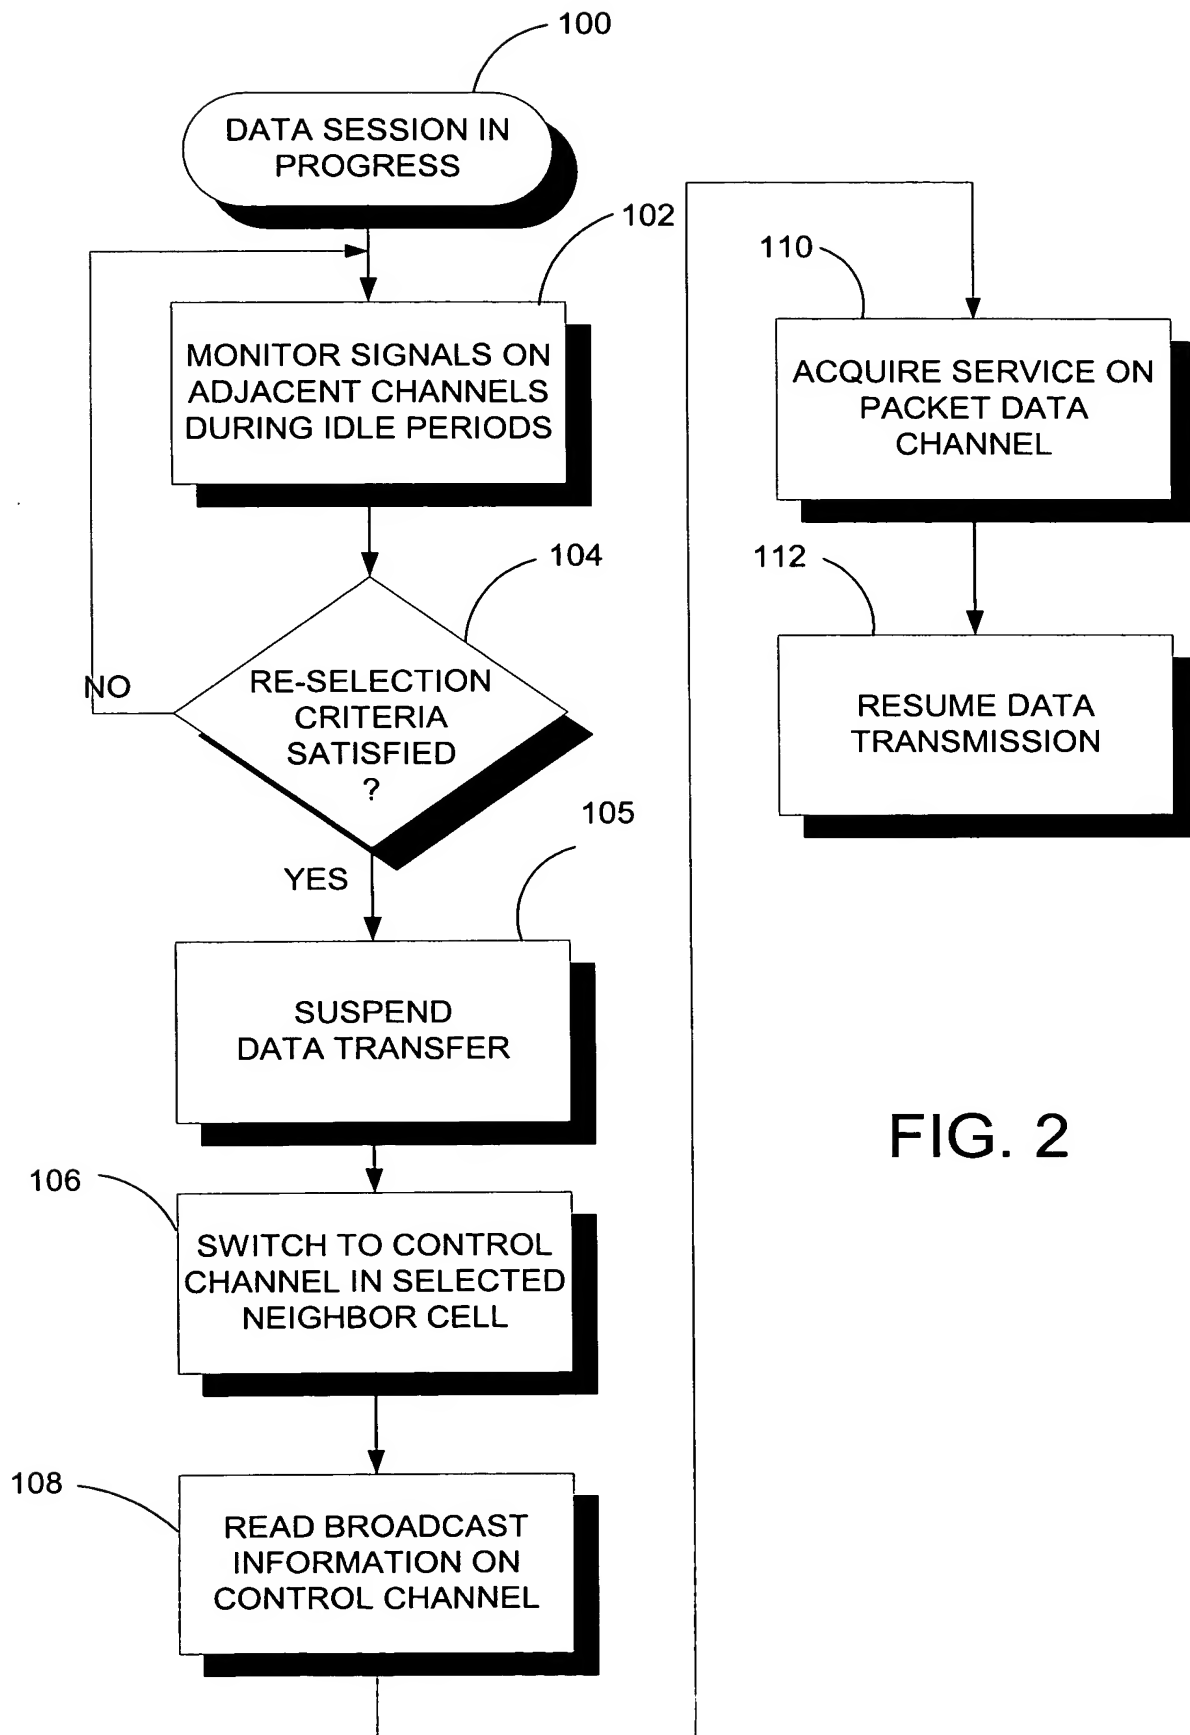 100
DATA SESSION IN
PROGRESS
102
MONITOR SIGNALS ON
ADJACENT CHANNELS
DURING IDLE PERIODS
104
RE-SELECTION
CRITERIA
SATISFIED
?
NO
YES
105
SUSPEND
DATA TRANSFER
106
SWITCH TO CONTROL
CHANNEL IN SELECTED
NEIGHBOR CELL
108
READ BROADCAST
INFORMATION ON
CONTROL CHANNEL
110
ACQUIRE SERVICE ON
PACKET DATA
CHANNEL
112
RESUME DATA
TRANSMISSION
FIG. 2